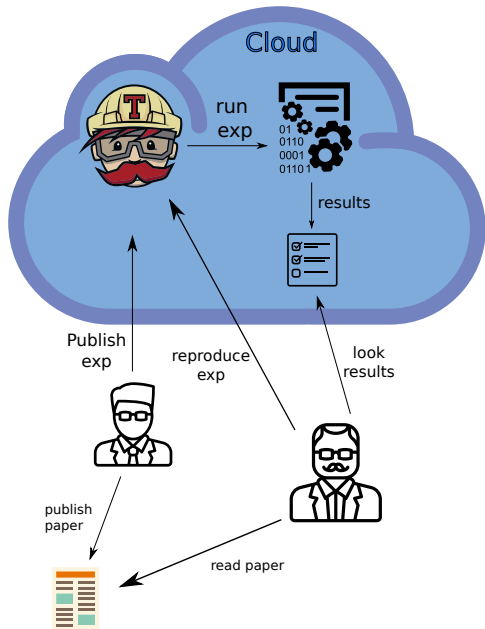 Cloud
T
run
exp
01
0110
0001
0110 1
results
Publish
exp
reproduce
exp
look
results
publish
paper
read paper